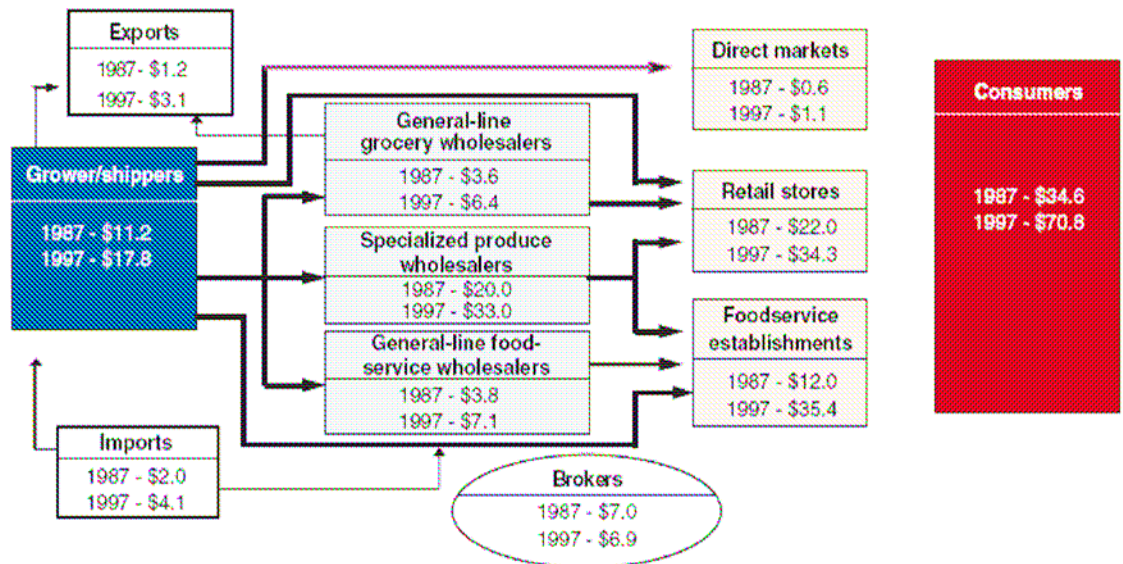 Exports
1987- $1.2
1997- $3.1
Grower/shippers
1987 - $11.2
1997 - $17.8
Imports
1987 - $2.0
1997 - $4.1
General-line
grocery wholesalers
1987 - $3.6
1997 - $6.4
Specialized produce
wholesalers
1987 - $20.0
1997 - $33.0
General-line food-
service wholesalers
1987 - $3.8
1997 - $7.1
Brokers
1987 - $7.0
1997 - $6.9
Direct markets
1987 - $0.6
1997 - $1.1
Retail stores
1987 - $22.0
1997 - $34.3
Foodservice
establishments
1987 - $12.0
1997 - $35.4
Consumers
1987 - $34.6
1997 - $70.8